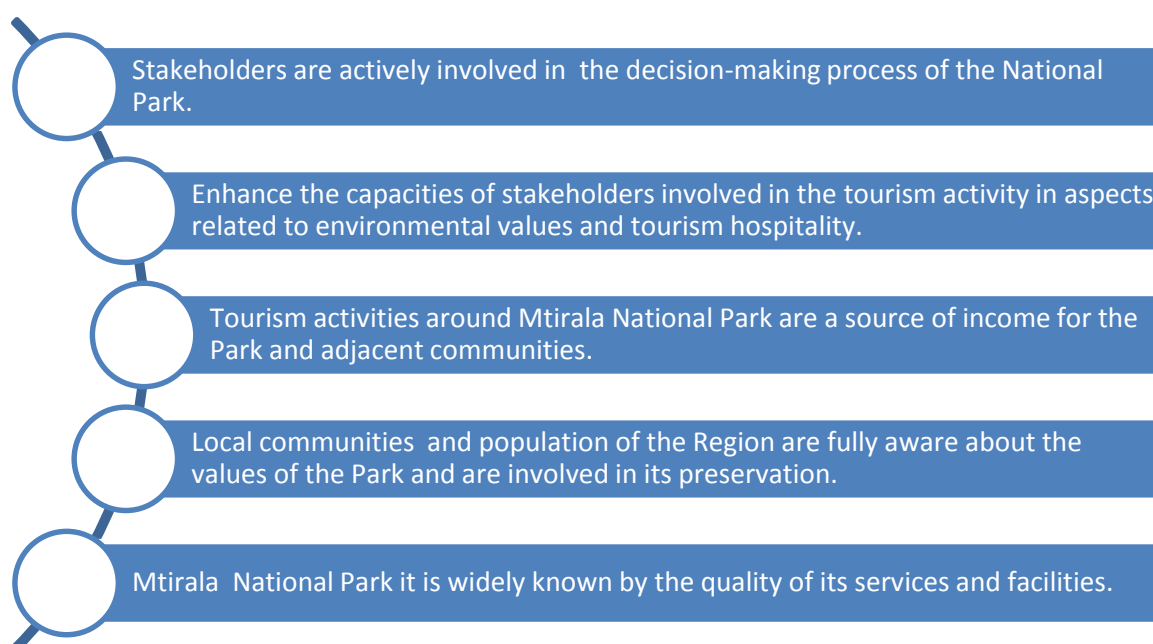 Stakeholders are actively involved in  the decision-making process of the National
Park.
Enhance the capacities of stakeholders involved in the tourism activity in aspects
related to environmental values and tourism hospitality.
Tourism activities around Mtirala National Park are a source of income for the
Park and adjacent communities.
Local communities  and population of the Region are fully aware about the
values of the Park and are involved in its preservation.
Mtirala  National Park it is widely known by the quality of its services and facilities.